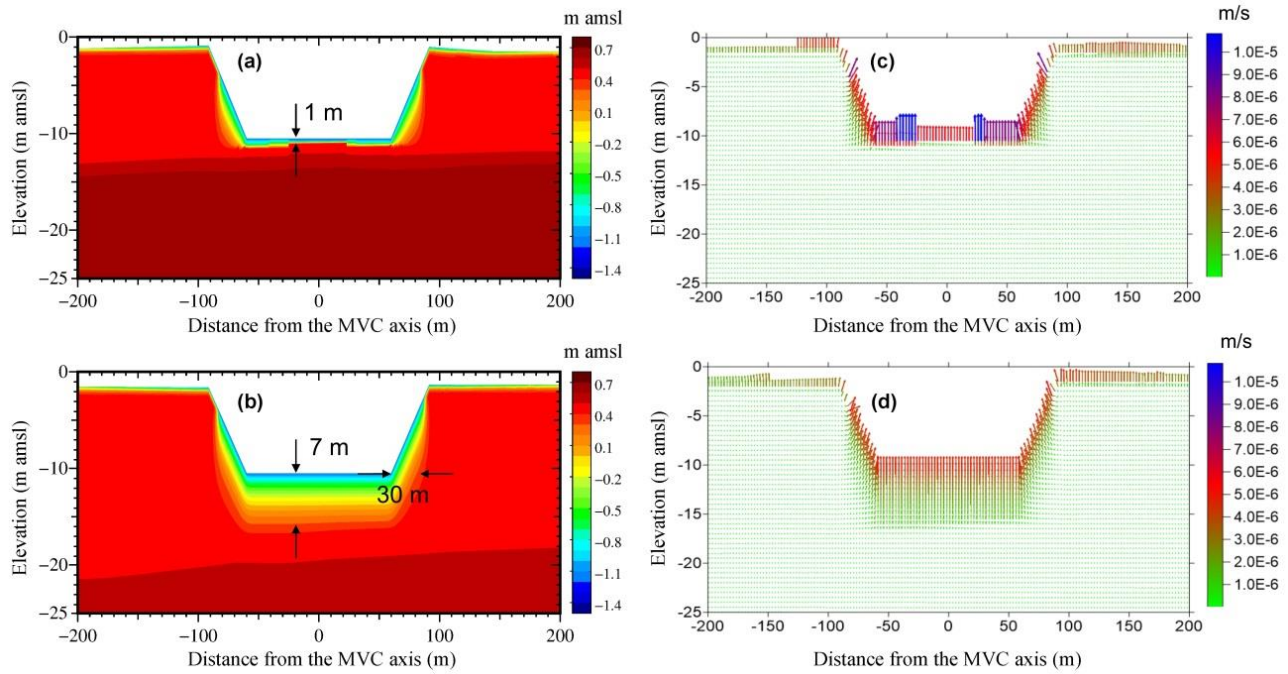 m amsl
0
−5
−10
−15
−20
−25
Elevation (m amsl)
(a)
1 m
−200
−100
0
100
200
Distance from the MVC axis (m)
0.7
0.4
0.1
−0.2
−0.5
−0.8
−1.1
−1.4
m/s
0
-5
-10
-15
-20
-25
Elevation (m amsl)
(c)
-200 -150 -100 -50 0 50 100 150 200
Distance from the MVC axis (m)
1.0E-5
9.0E-6
8.0E-6
7.0E-6
6.0E-6
5.0E-6
4.0E-6
3.0E-6
2.0E-6
1.0E-6
m amsl
0
−5
−10
−15
−20
−25
Elevation (m amsl)
(b)
7 m
30 m
−200
−100
0
100
200
Distance from the MVC axis (m)
0.7
0.4
0.1
−0.2
−0.5
−0.8
−1.1
−1.4
m/s
0
-5
-10
-15
-20
-25
Elevation (m amsl)
(d)
-200 -150 -100 -50 0 50 100 150 200
Distance from the MVC axis (m)
1.0E-5
9.0E-6
8.0E-6
7.0E-6
6.0E-6
5.0E-6
4.0E-6
3.0E-6
2.0E-6
1.0E-6